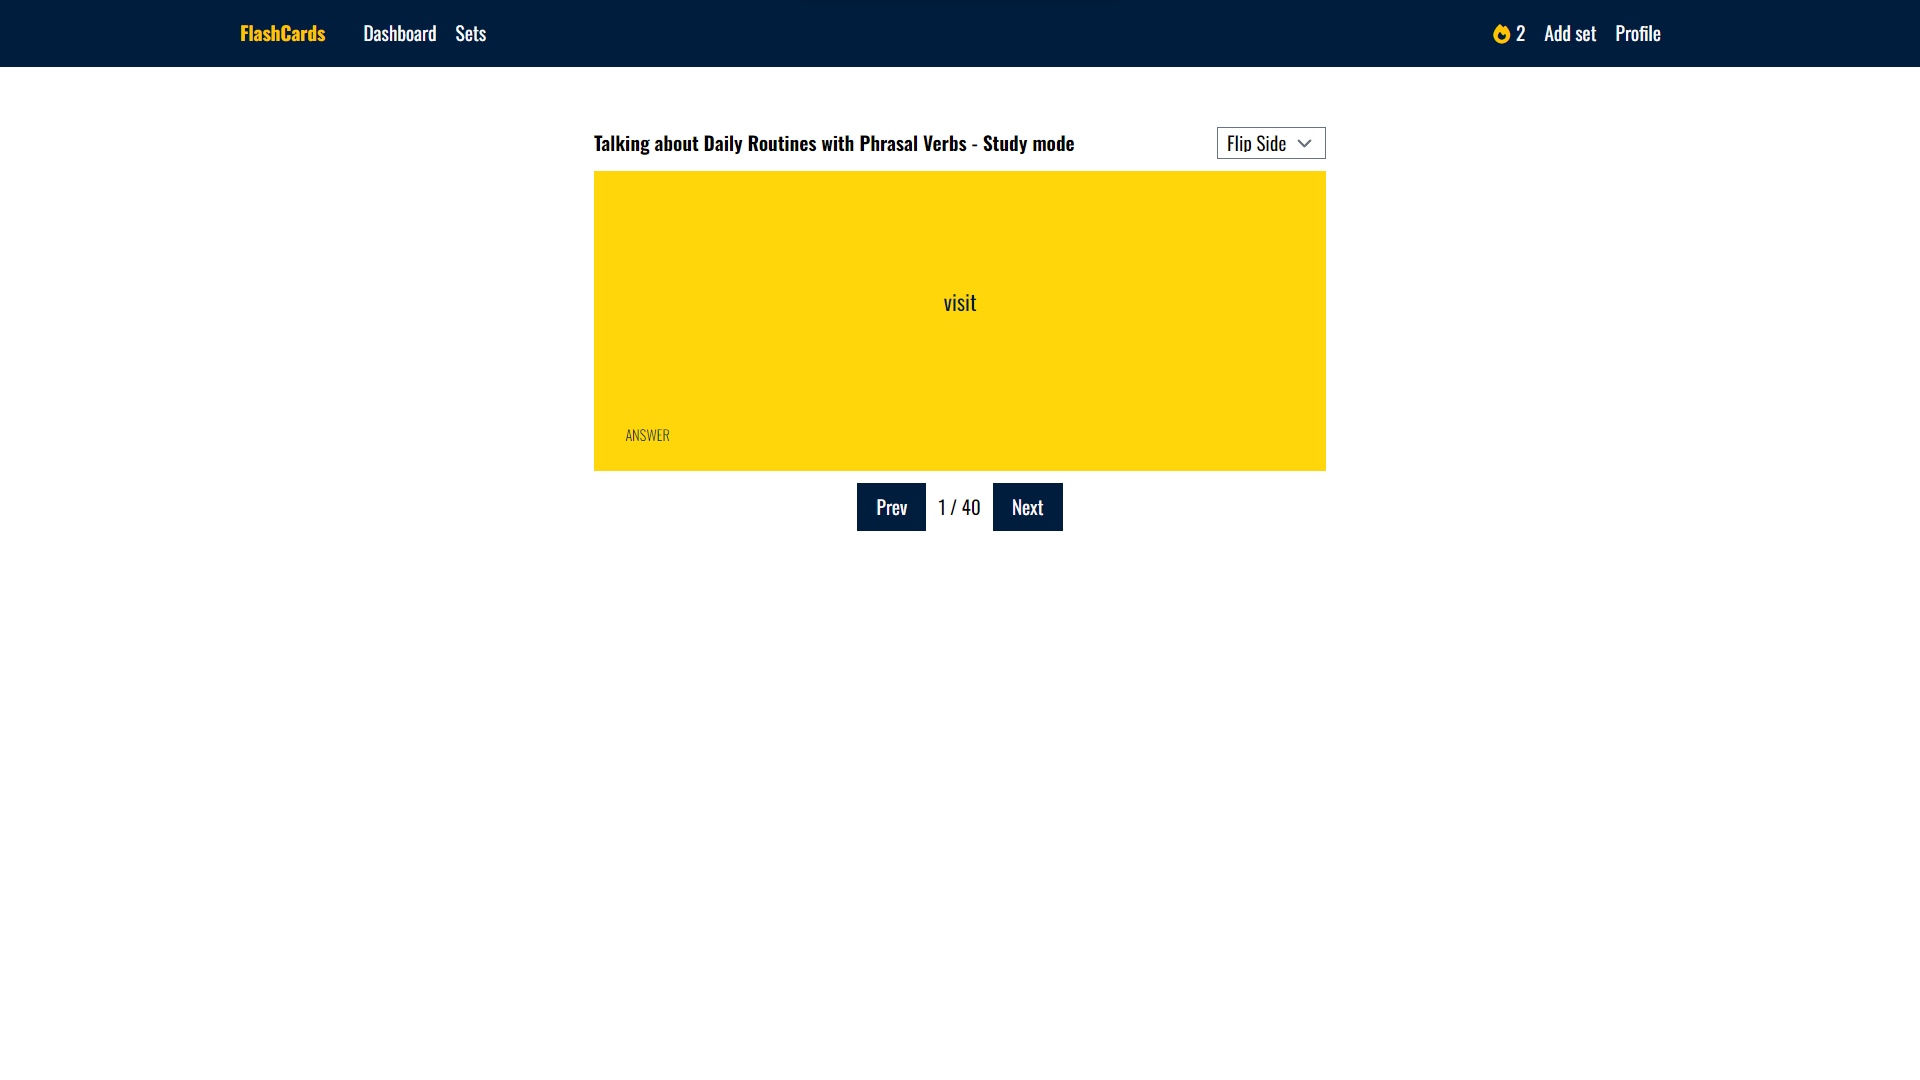 FlashCards Dashboard Sets 2 Add set Profile
Talking about Daily Routines with Phrasal Verbs - Study mode Flip Side
visit
ANSWER
Prev 1 / 40 Next